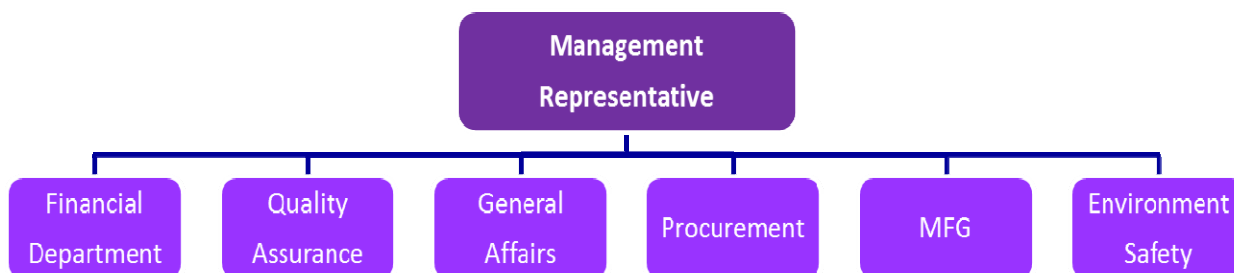 Management
Representative
Financial
Department
Quality
Assurance
General
Affairs
Procurement
MFG
Environment
Safety